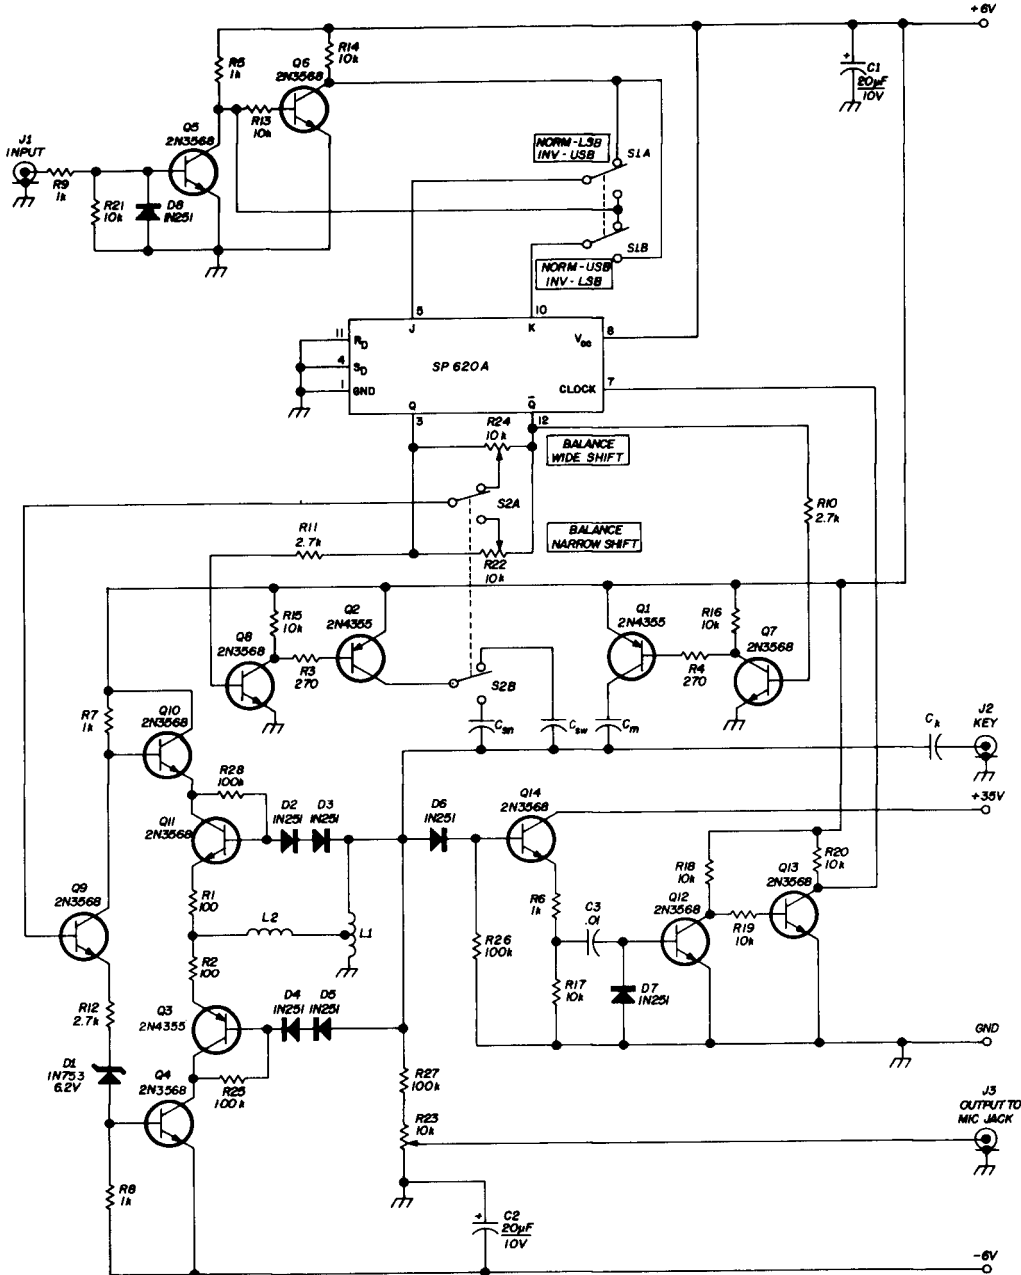 +6V
R14
10k
R5
1k
Q6
2N3568
+
C1
20µF
10V
R13
10k
Q5
2N3568
J1
INPUT
R9
1k
R21
10k
D8
1N251
NORM-LSB
INV-USB
S1A
S1B
NORM-USB
INV-LSB
5
10
J
K
11
RD
VCC
8
4
SD
SP 620A
1
GND
CLOCK
7
Q
Q̅
3
12
R24
10k
BALANCE
WIDE SHIFT
S2A
R10
2.7k
R11
2.7k
BALANCE
NARROW SHIFT
R22
10k
R15
10k
Q2
2N4355
Q1
2N4355
R16
10k
Q8
2N3568
Q7
2N3568
R3
270
R4
270
S2B
R7
1k
Q10
2N3568
Csn
Csw
Cm
Ck
J2
KEY
R28
100k
Q11
2N3568
D2
1N251
D3
1N251
D6
1N251
Q14
2N3568
+35V
R1
100
R18
10k
Q13
2N3568
R20
10k
Q9
2N3568
R6
1k
C3
.01
Q12
2N3568
L2
L1
R26
100k
R19
10k
R2
100
R17
10k
D7
1N251
R12
2.7k
Q3
2N4355
D4
1N251
D5
1N251
GND
D1
1N753
6.2V
Q4
2N3568
R25
100k
R27
100k
R23
10k
J3
OUTPUT TO
MIC JACK
R8
1k
+
C2
20µF
10V
-6V